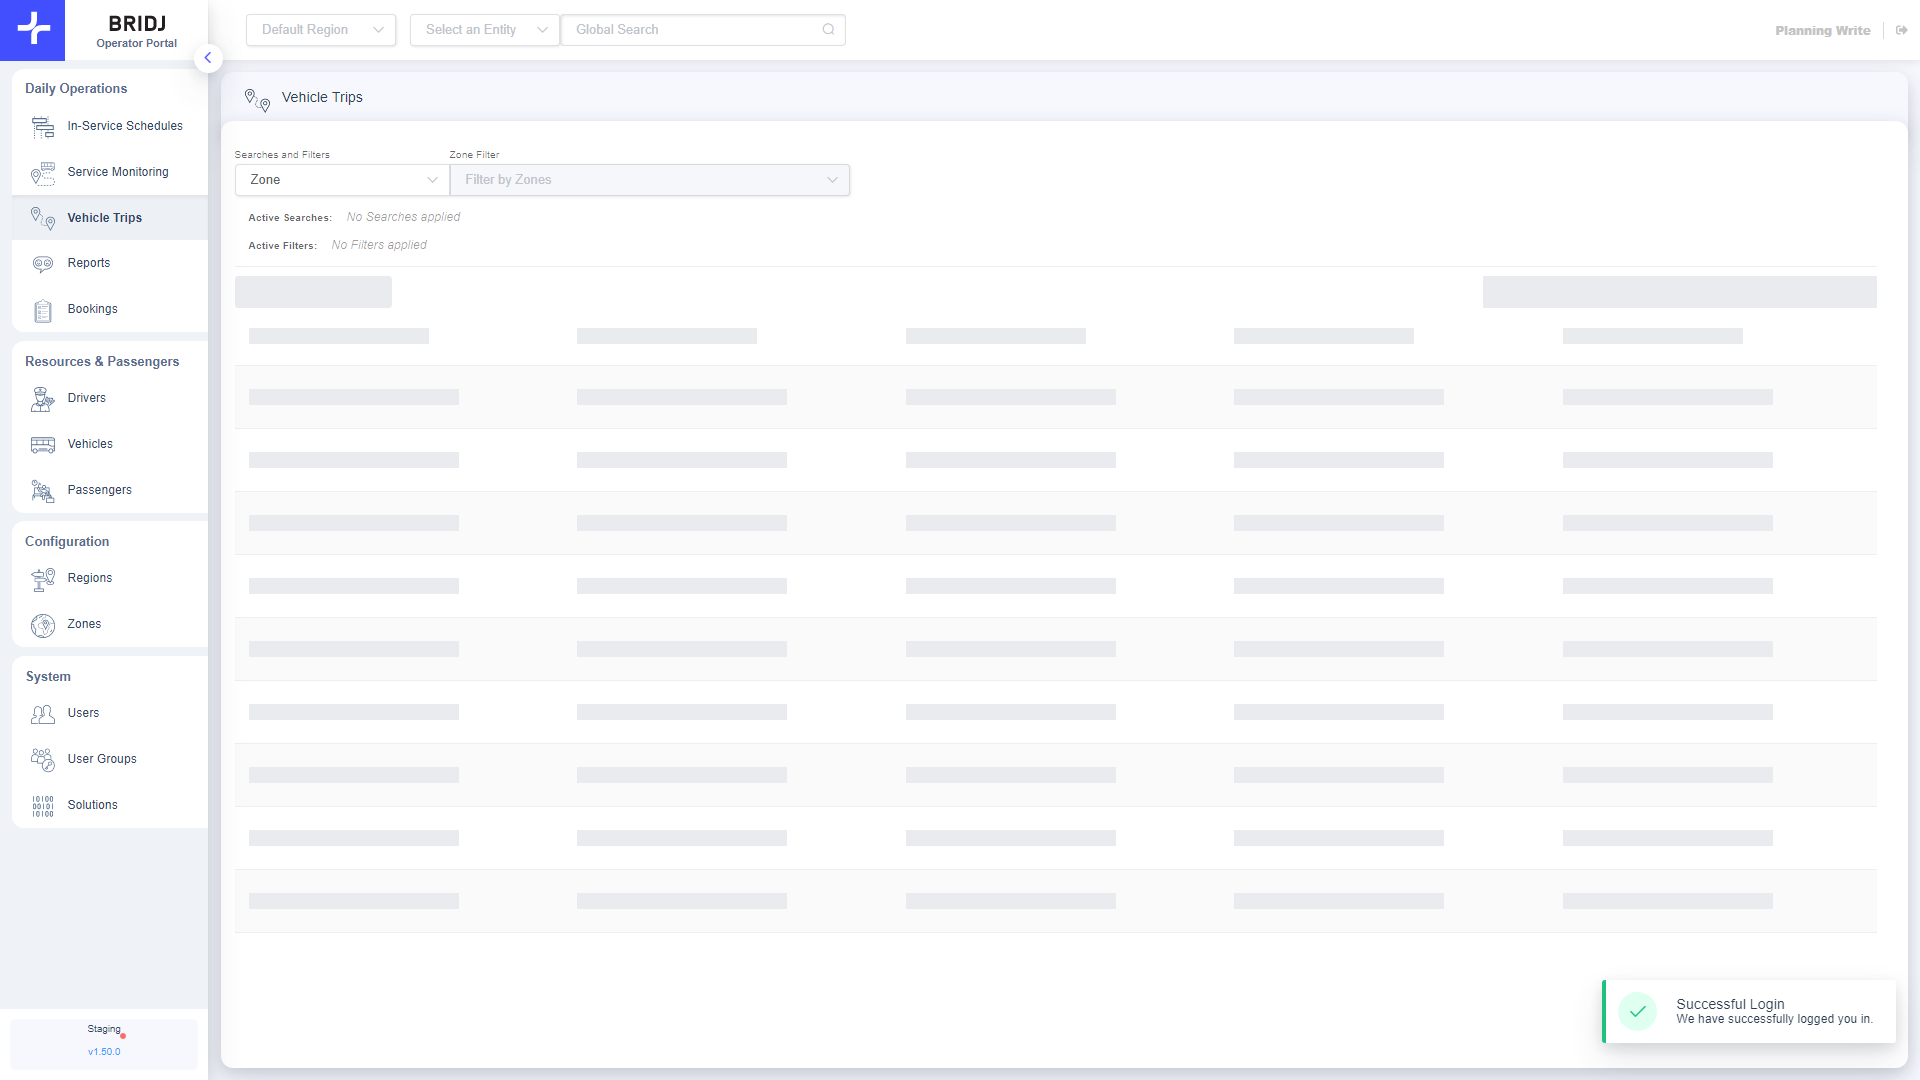 BRIDJ
Operator Portal
Default Region
Select an Entity
Global Search
Planning Write
Daily Operations
In-Service Schedules
Service Monitoring
Vehicle Trips
Reports
Bookings
Resources & Passengers
Drivers
Vehicles
Passengers
Configuration
Regions
Zones
System
Users
User Groups
10100
00101
10100
Solutions
Staging
v1.50.0
Vehicle Trips
Searches and Filters
Zone Filter
Zone
Filter by Zones
Active Searches: No Searches applied
Active Filters: No Filters applied
Successful Login
We have successfully logged you in.